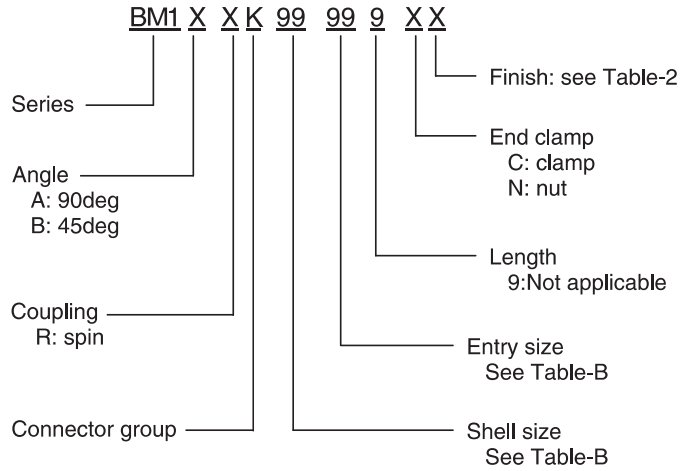 BM1 X X K 99 99 9 X X
Finish: see Table-2
Series
End clamp
C: clamp
N: nut
Angle
A: 90deg
B: 45deg
Length
9:Not applicable
Coupling
R: spin
Entry size
See Table-B
Connector group
Shell size
See Table-B